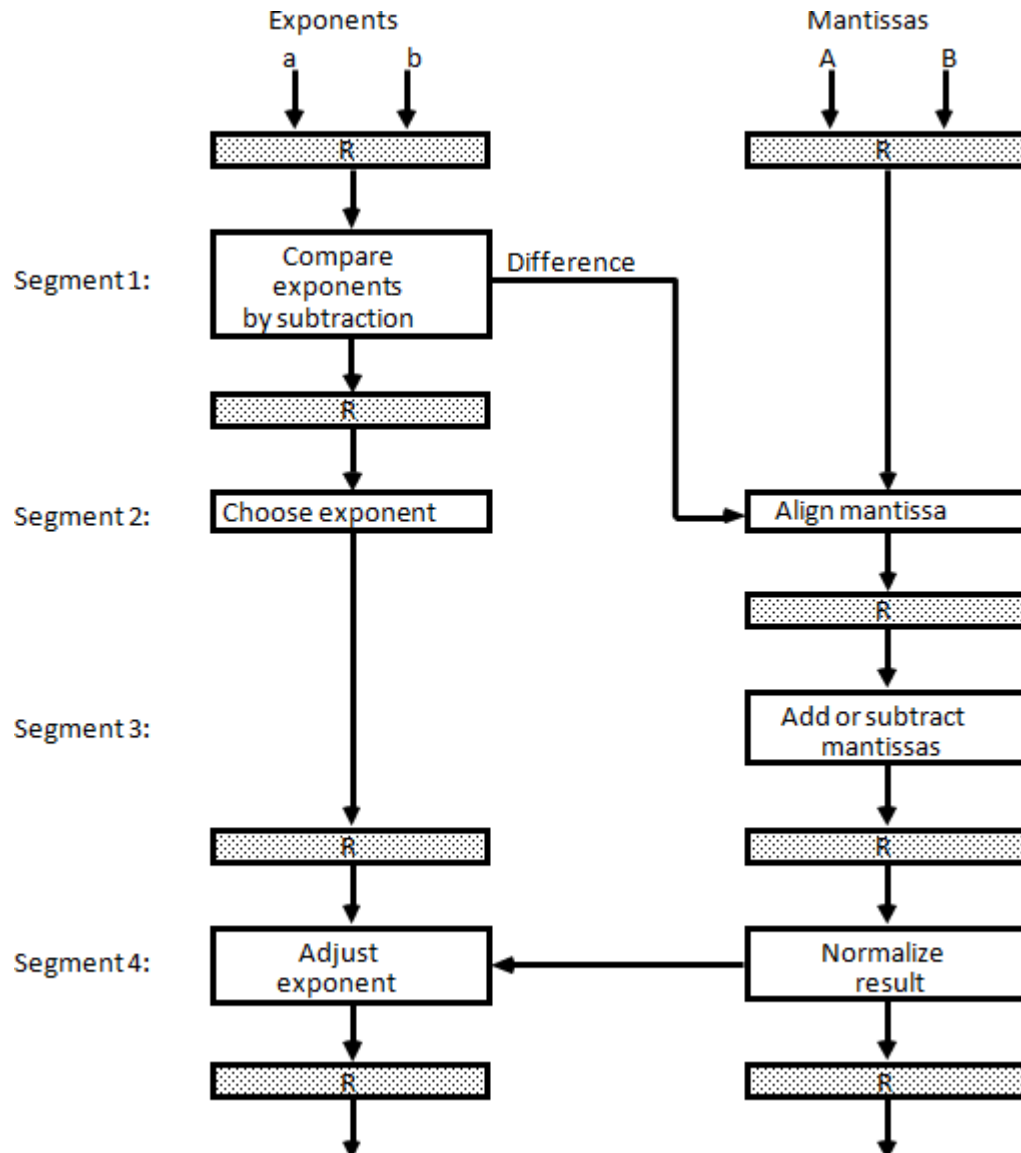 Exponents
Mantissas
a
b
A
B
R
R
Segment 1:
Compare
exponents
by subtraction
Difference
R
Segment 2:
Choose exponent
Align mantissa
R
Segment 3:
Add or subtract
mantissas
R
R
Segment 4:
Adjust
exponent
Normalize
result
R
R